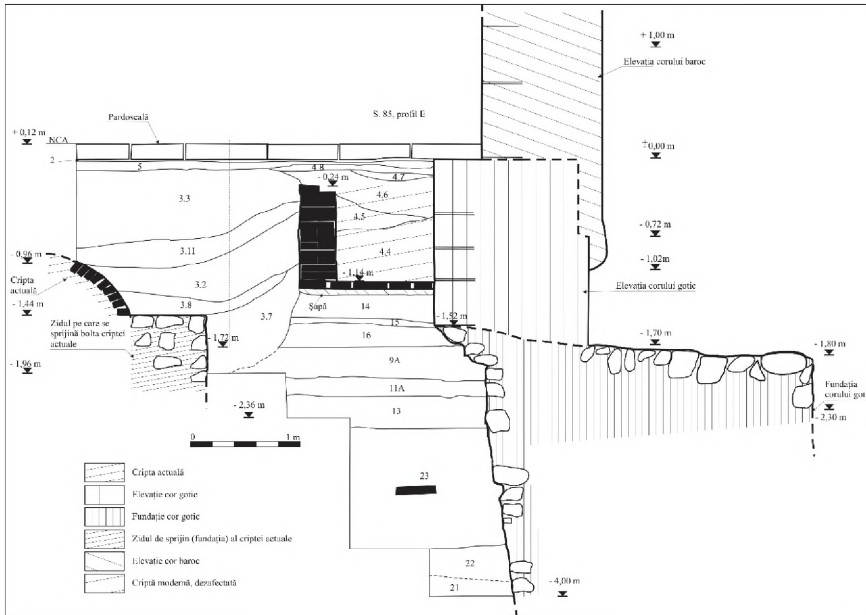 + 1,00 m
Elevația corului baroc
S. 85, profil E
Pardoseală
+ 0,12 m
NCA
±0,00 m
2
5
4.8
4.7
- 0,24 m
4.6
3.3
4.5
- 0,72 m
3.11
4.4
- 0,96 m
- 1,02m
- 1,14 m
Cripta
actuală
3.2
Elevația corului gotic
Șapă
- 1,44 m
3.8
14
3.7
15
- 1,52 m
Zidul pe care se
sprijină bolta criptei
actuale
16
- 1,72 m
- 1,70 m
- 1,80 m
- 1,96 m
9A
11A
Fundația
corului got
- 2,36 m
13
- 2,30 m
0
1 m
23
Cripta actuală
Elevație cor gotic
Fundație cor gotic
Zidul de sprijin (fundația) al criptei actuale
Elevație cor baroc
Criptă modernă, dezafectată
22
21
- 4,00 m